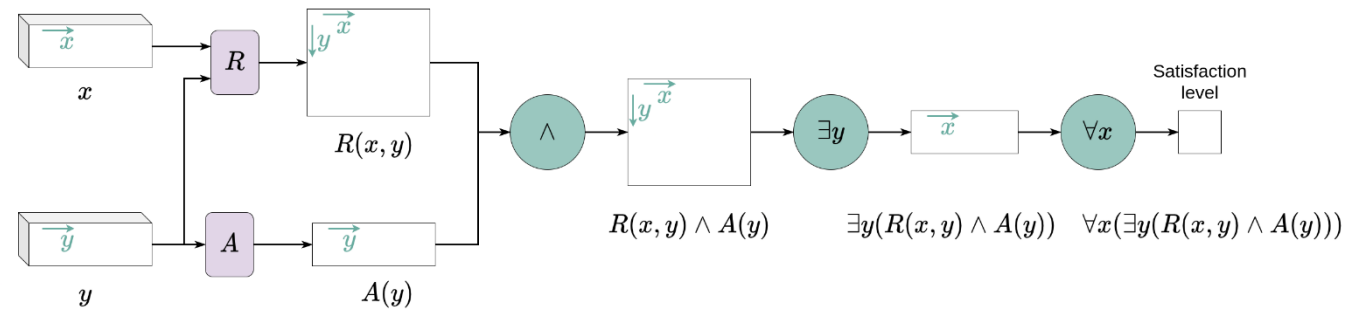 x
x
R
y x
R(x, y)
y
y
A
y
A(y)
∧
y x
R(x, y) ∧ A(y)
∃y
x
∃y(R(x, y) ∧ A(y))
∀x
∀x(∃y(R(x, y) ∧ A(y)))
Satisfaction
level